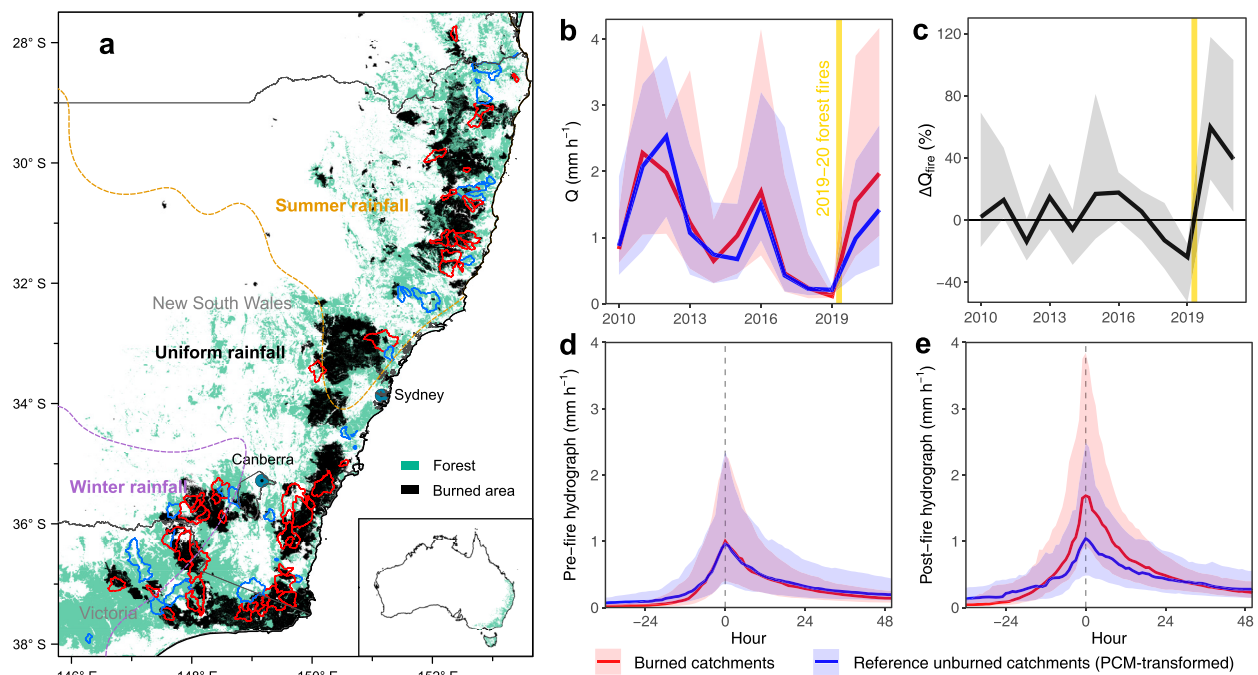 a
28° S
30° S
32° S
34° S
36° S
38° S
Summer rainfall
New South Wales
Uniform rainfall
Sydney
Canberra
Winter rainfall
Victoria
Forest
Burned area
146° E
148° E
150° E
152° E
b
Q (mm h⁻¹)
4
3
2
1
0
2010
2013
2016
2019
2019−20 forest fires
c
ΔQfire (%)
120
80
40
0
−40
2010
2013
2016
2019
d
Pre−fire hydrograph (mm h⁻¹)
4
3
2
1
0
−24
0
24
48
Hour
e
Post−fire hydrograph (mm h⁻¹)
4
3
2
1
0
−24
0
24
48
Hour
Burned catchments
Reference unburned catchments (PCM−transformed)